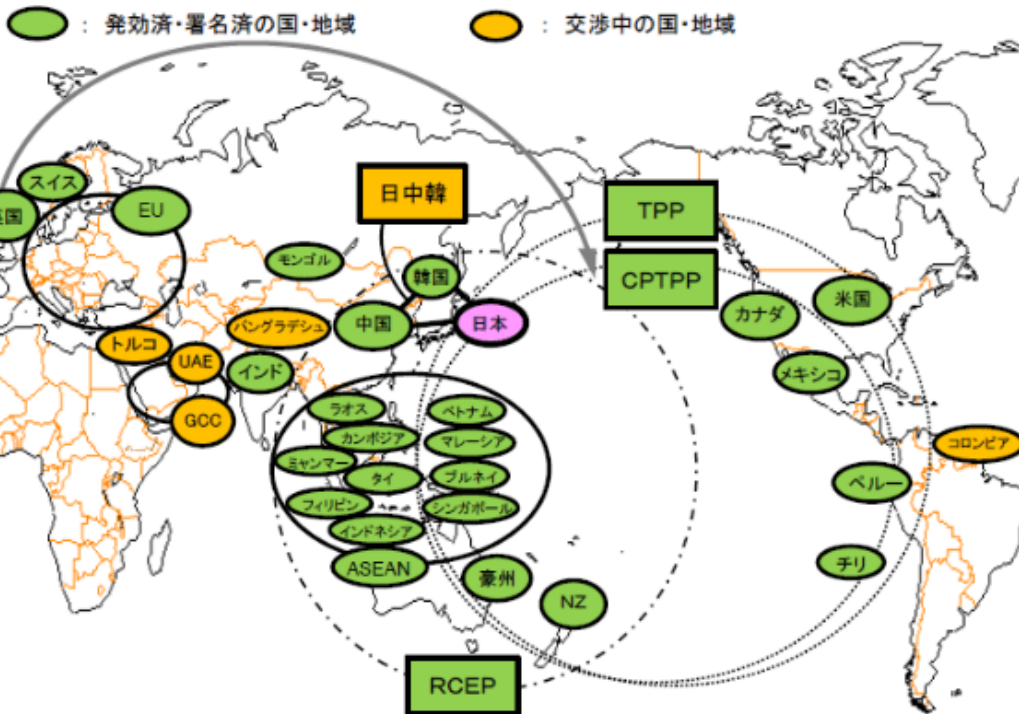 ：発効済・署名済の国・地域
：交渉中の国・地域
スイス
英国
EU
日中韓
TPP
CPTPP
モンゴル
韓国
中国
日本
バングラデシュ
カナダ
米国
トルコ
UAE
インド
GCC
メキシコ
ラオス
ベトナム
カンボジア
マレーシア
ミャンマー
タイ
ブルネイ
フィリピン
シンガポール
インドネシア
ASEAN
豪州
NZ
コロンビア
ペルー
チリ
RCEP